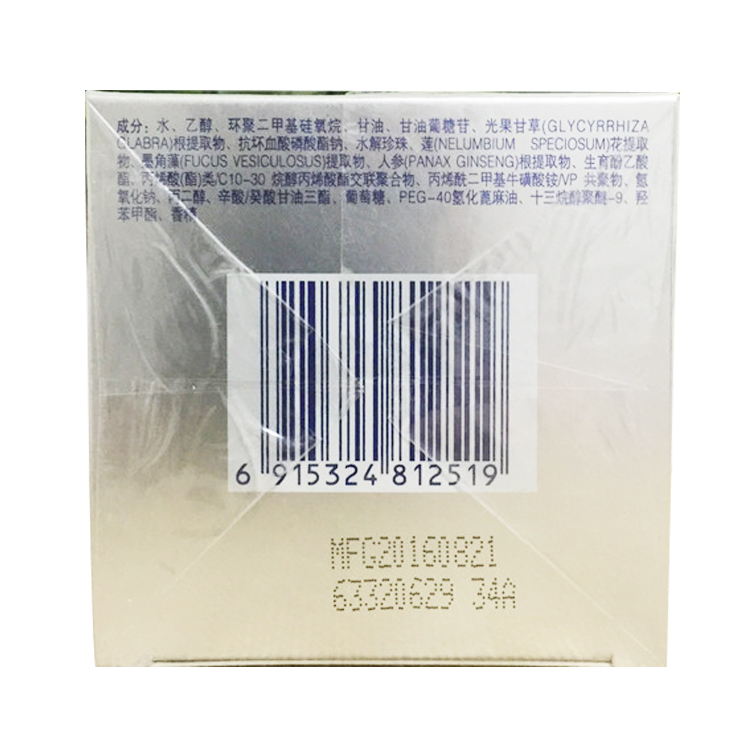 成分：水、乙醇、环聚二甲基硅氧烷、甘油、甘油葡糖苷、光果甘草(GLYCYRRHIZA
GLABRA)根提取物、抗坏血酸磷酸酯钠、水解珍珠、莲(NELUMBIUM SPECIOSUM)花提取
物、墨角藻(FUCUS VESICULOSUS)提取物、人参(PANAX GINSENG)根提取物、生育酚乙酸
酯、丙烯酸(酯)类/C10-30 烷醇丙烯酸酯交联聚合物、丙烯酰二甲基牛磺酸铵/VP 共聚物、氢
氧化钠、丙二醇、辛酸/癸酸甘油三酯、葡萄糖、PEG-40氢化蓖麻油、十三烷醇聚醚-9、羟
苯甲酯、香精
6 915324 812519
MFG20160821
63320629 34A